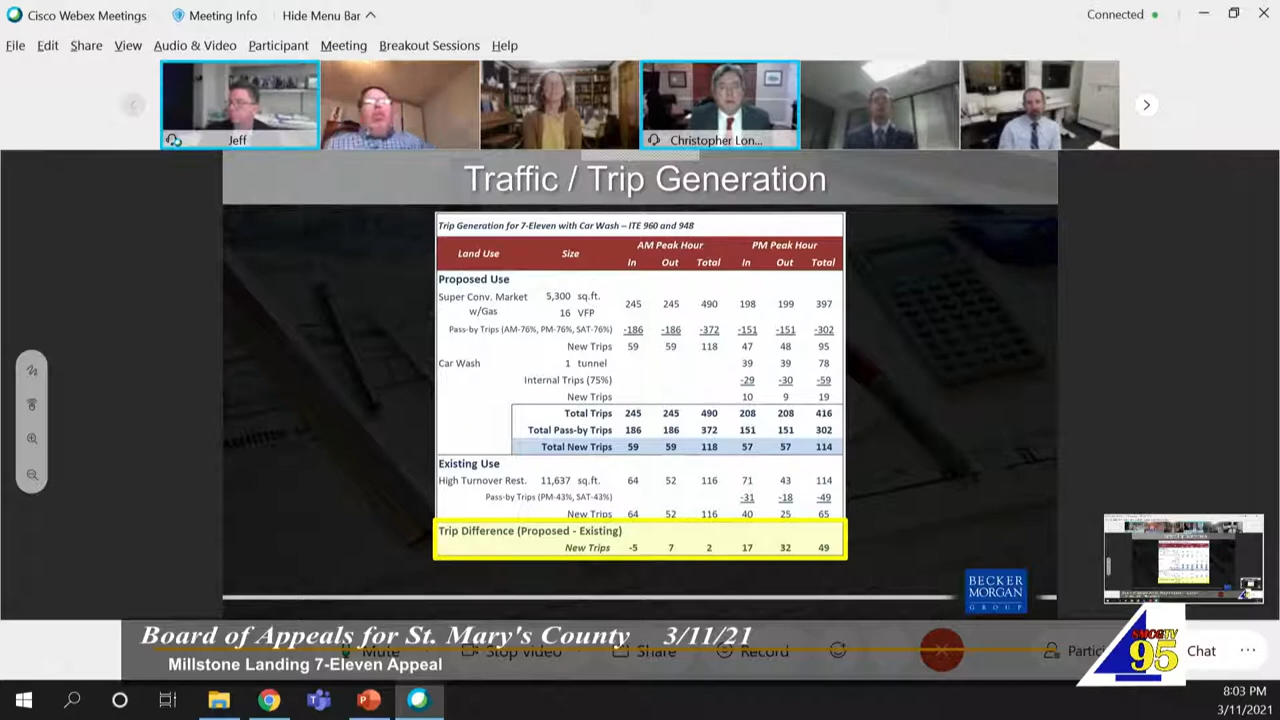 Cisco Webex Meetings Meeting Info Hide Menu Bar Connected
File Edit Share View Audio & Video Participant Meeting Breakout Sessions Help
Jeff Christopher Lon...
Traffic / Trip Generation
Trip Generation for 7-Eleven with Car Wash – ITE 960 and 948
Land Use Size AM Peak Hour PM Peak Hour
In Out Total In Out Total
Proposed Use
Super Conv. Market 5,300 sq.ft. 245 245 490 198 199 397
w/Gas 16 VFP
Pass-by Trips (AM-76%, PM-76%, SAT-76%) -186 -186 -372 -151 -151 -302
New Trips 59 59 118 47 48 95
Car Wash 1 tunnel 39 39 78
Internal Trips (75%) -29 -30 -59
New Trips 10 9 19
Total Trips 245 245 490 208 208 416
Total Pass-by Trips 186 186 372 151 151 302
Total New Trips 59 59 118 57 57 114
Existing Use
High Turnover Rest. 11,637 sq.ft. 64 52 116 71 43 114
Pass-by Trips (PM-43%, SAT-43%) -31 -18 -49
New Trips 64 52 116 40 25 65
Trip Difference (Proposed - Existing)
New Trips -5 7 2 17 32 49
BECKER
MORGAN
GROUP
Board of Appeals for St. Mary's County 3/11/21
Mute Stop video Share Record Partici Chat
Millstone Landing 7-Eleven Appeal
SMCGTV
95
8:03 PM
3/11/2021